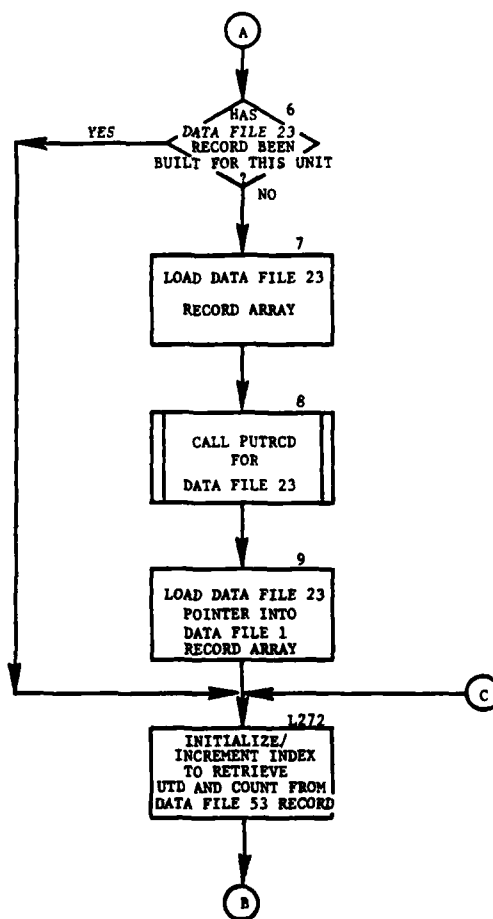 A
6
HAS
DATA FILE 23
RECORD BEEN
BUILT FOR THIS UNIT
?
YES
NO
7
LOAD DATA FILE 23
RECORD ARRAY
8
CALL PUTRCD
FOR
DATA FILE 23
9
LOAD DATA FILE 23
POINTER INTO
DATA FILE 1
RECORD ARRAY
C
L272
INITIALIZE/
INCREMENT INDEX
TO RETRIEVE
UTD AND COUNT FROM
DATA FILE 53 RECORD
B